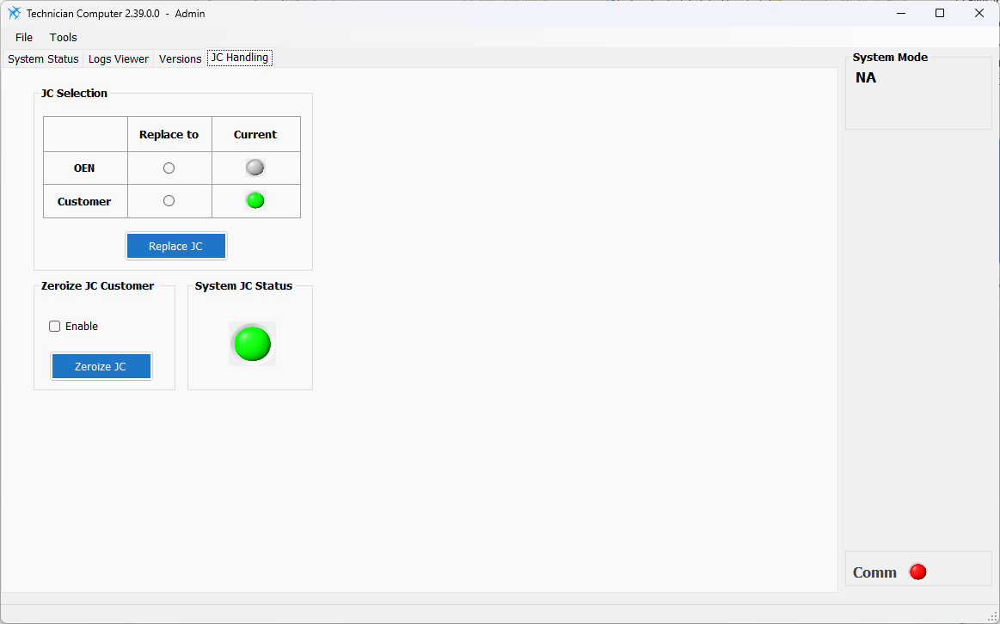 Technician Computer 2.39.0.0 - Admin
File Tools
System Status Logs Viewer Versions JC Handling
System Mode
NA
JC Selection
Replace to Current
OEN
Customer
Replace JC
Zeroize JC Customer
Enable
Zeroize JC
System JC Status
Comm